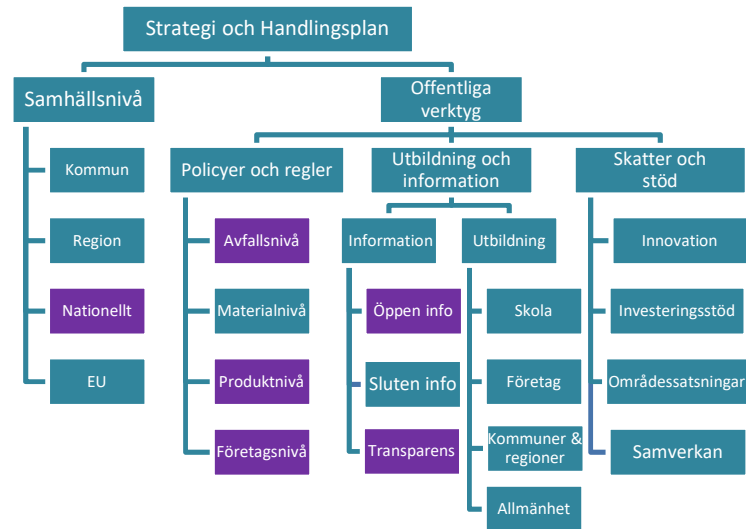 Strategi och Handlingsplan
Samhällsnivå
Offentliga
verktyg
Kommun
Region
Nationellt
EU
Policyer och regler
Utbildning och
information
Skatter och
stöd
Avfallsnivå
Materialnivå
Produktnivå
Företagsnivå
Information
Utbildning
Öppen info
Sluten info
Transparens
Skola
Företag
Kommuner &
regioner
Allmänhet
Innovation
Investeringsstöd
Områdessatsningar
Samverkan